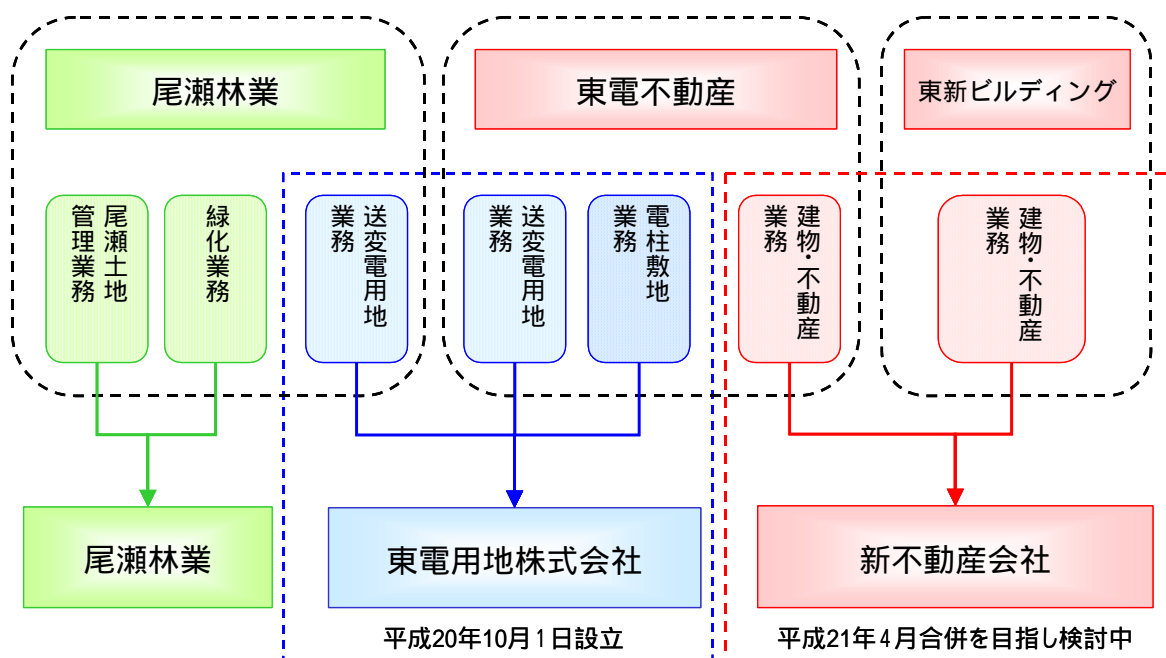 尾瀬林業
東電不動産
東新ビルディング
尾瀬土地
管理業務
緑化業務
送変電用地
業務
送変電用地
業務
電柱敷地
業務
建物・不動産
業務
建物・不動産
業務
尾瀬林業
東電用地株式会社
新不動産会社
平成20年10月1日設立
平成21年4月合併を目指し検討中